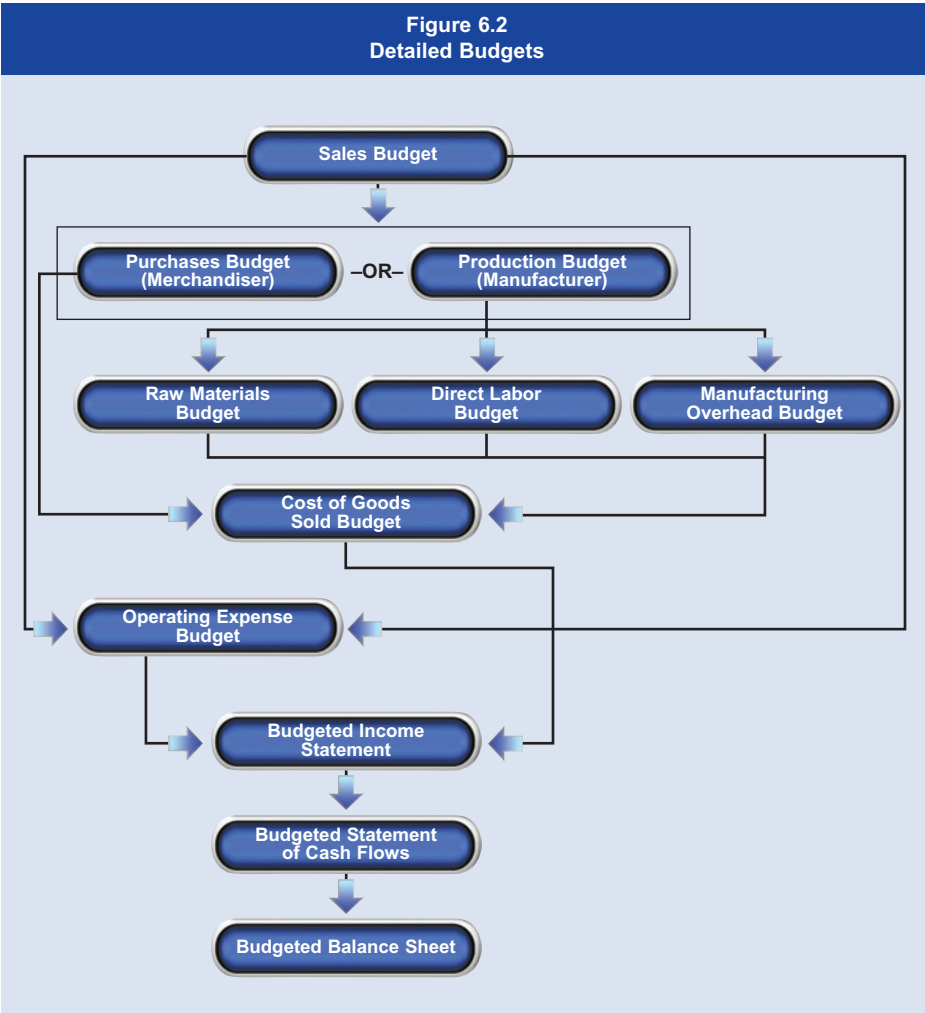 Figure 6.2
Detailed Budgets
Sales Budget
Purchases Budget
(Merchandiser)
–OR–
Production Budget
(Manufacturer)
Raw Materials
Budget
Direct Labor
Budget
Manufacturing
Overhead Budget
Cost of Goods
Sold Budget
Operating Expense
Budget
Budgeted Income
Statement
Budgeted Statement
of Cash Flows
Budgeted Balance Sheet